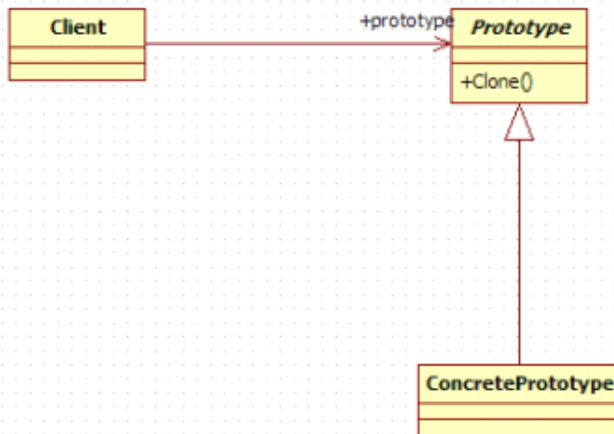 Client
+prototype
Prototype
+Clone()
ConcretePrototype